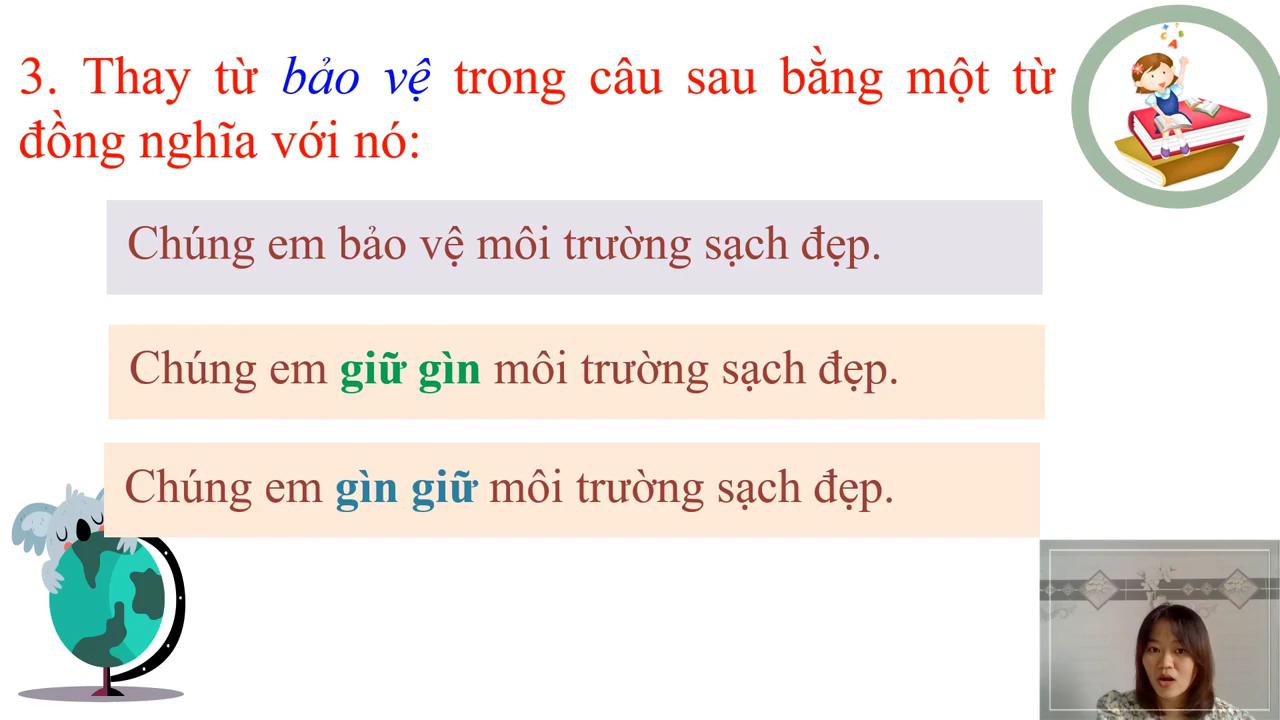 3. Thay từ bảo vệ trong câu sau bằng một từ
đồng nghĩa với nó:
Chúng em bảo vệ môi trường sạch đẹp.
Chúng em giữ gìn môi trường sạch đẹp.
Chúng em gìn giữ môi trường sạch đẹp.